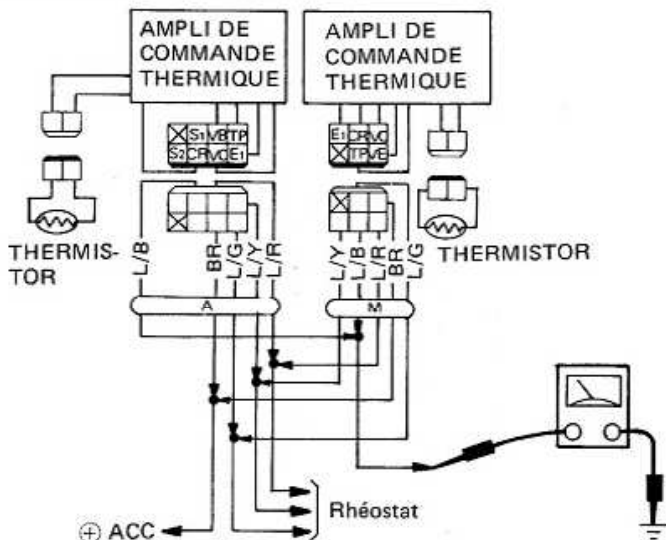 AMPLI DE
COMMANDE
THERMIQUE
AMPLI DE
COMMANDE
THERMIQUE
S1 VB TP
S2 CR VC E1
E1 CR VC
TP VE
THERMIS-
TOR
THERMISTOR
L/B
BR
L/G
L/Y
L/R
L/Y
L/B
L/R
BR
L/G
A
M
Rhéostat
⊕ ACC